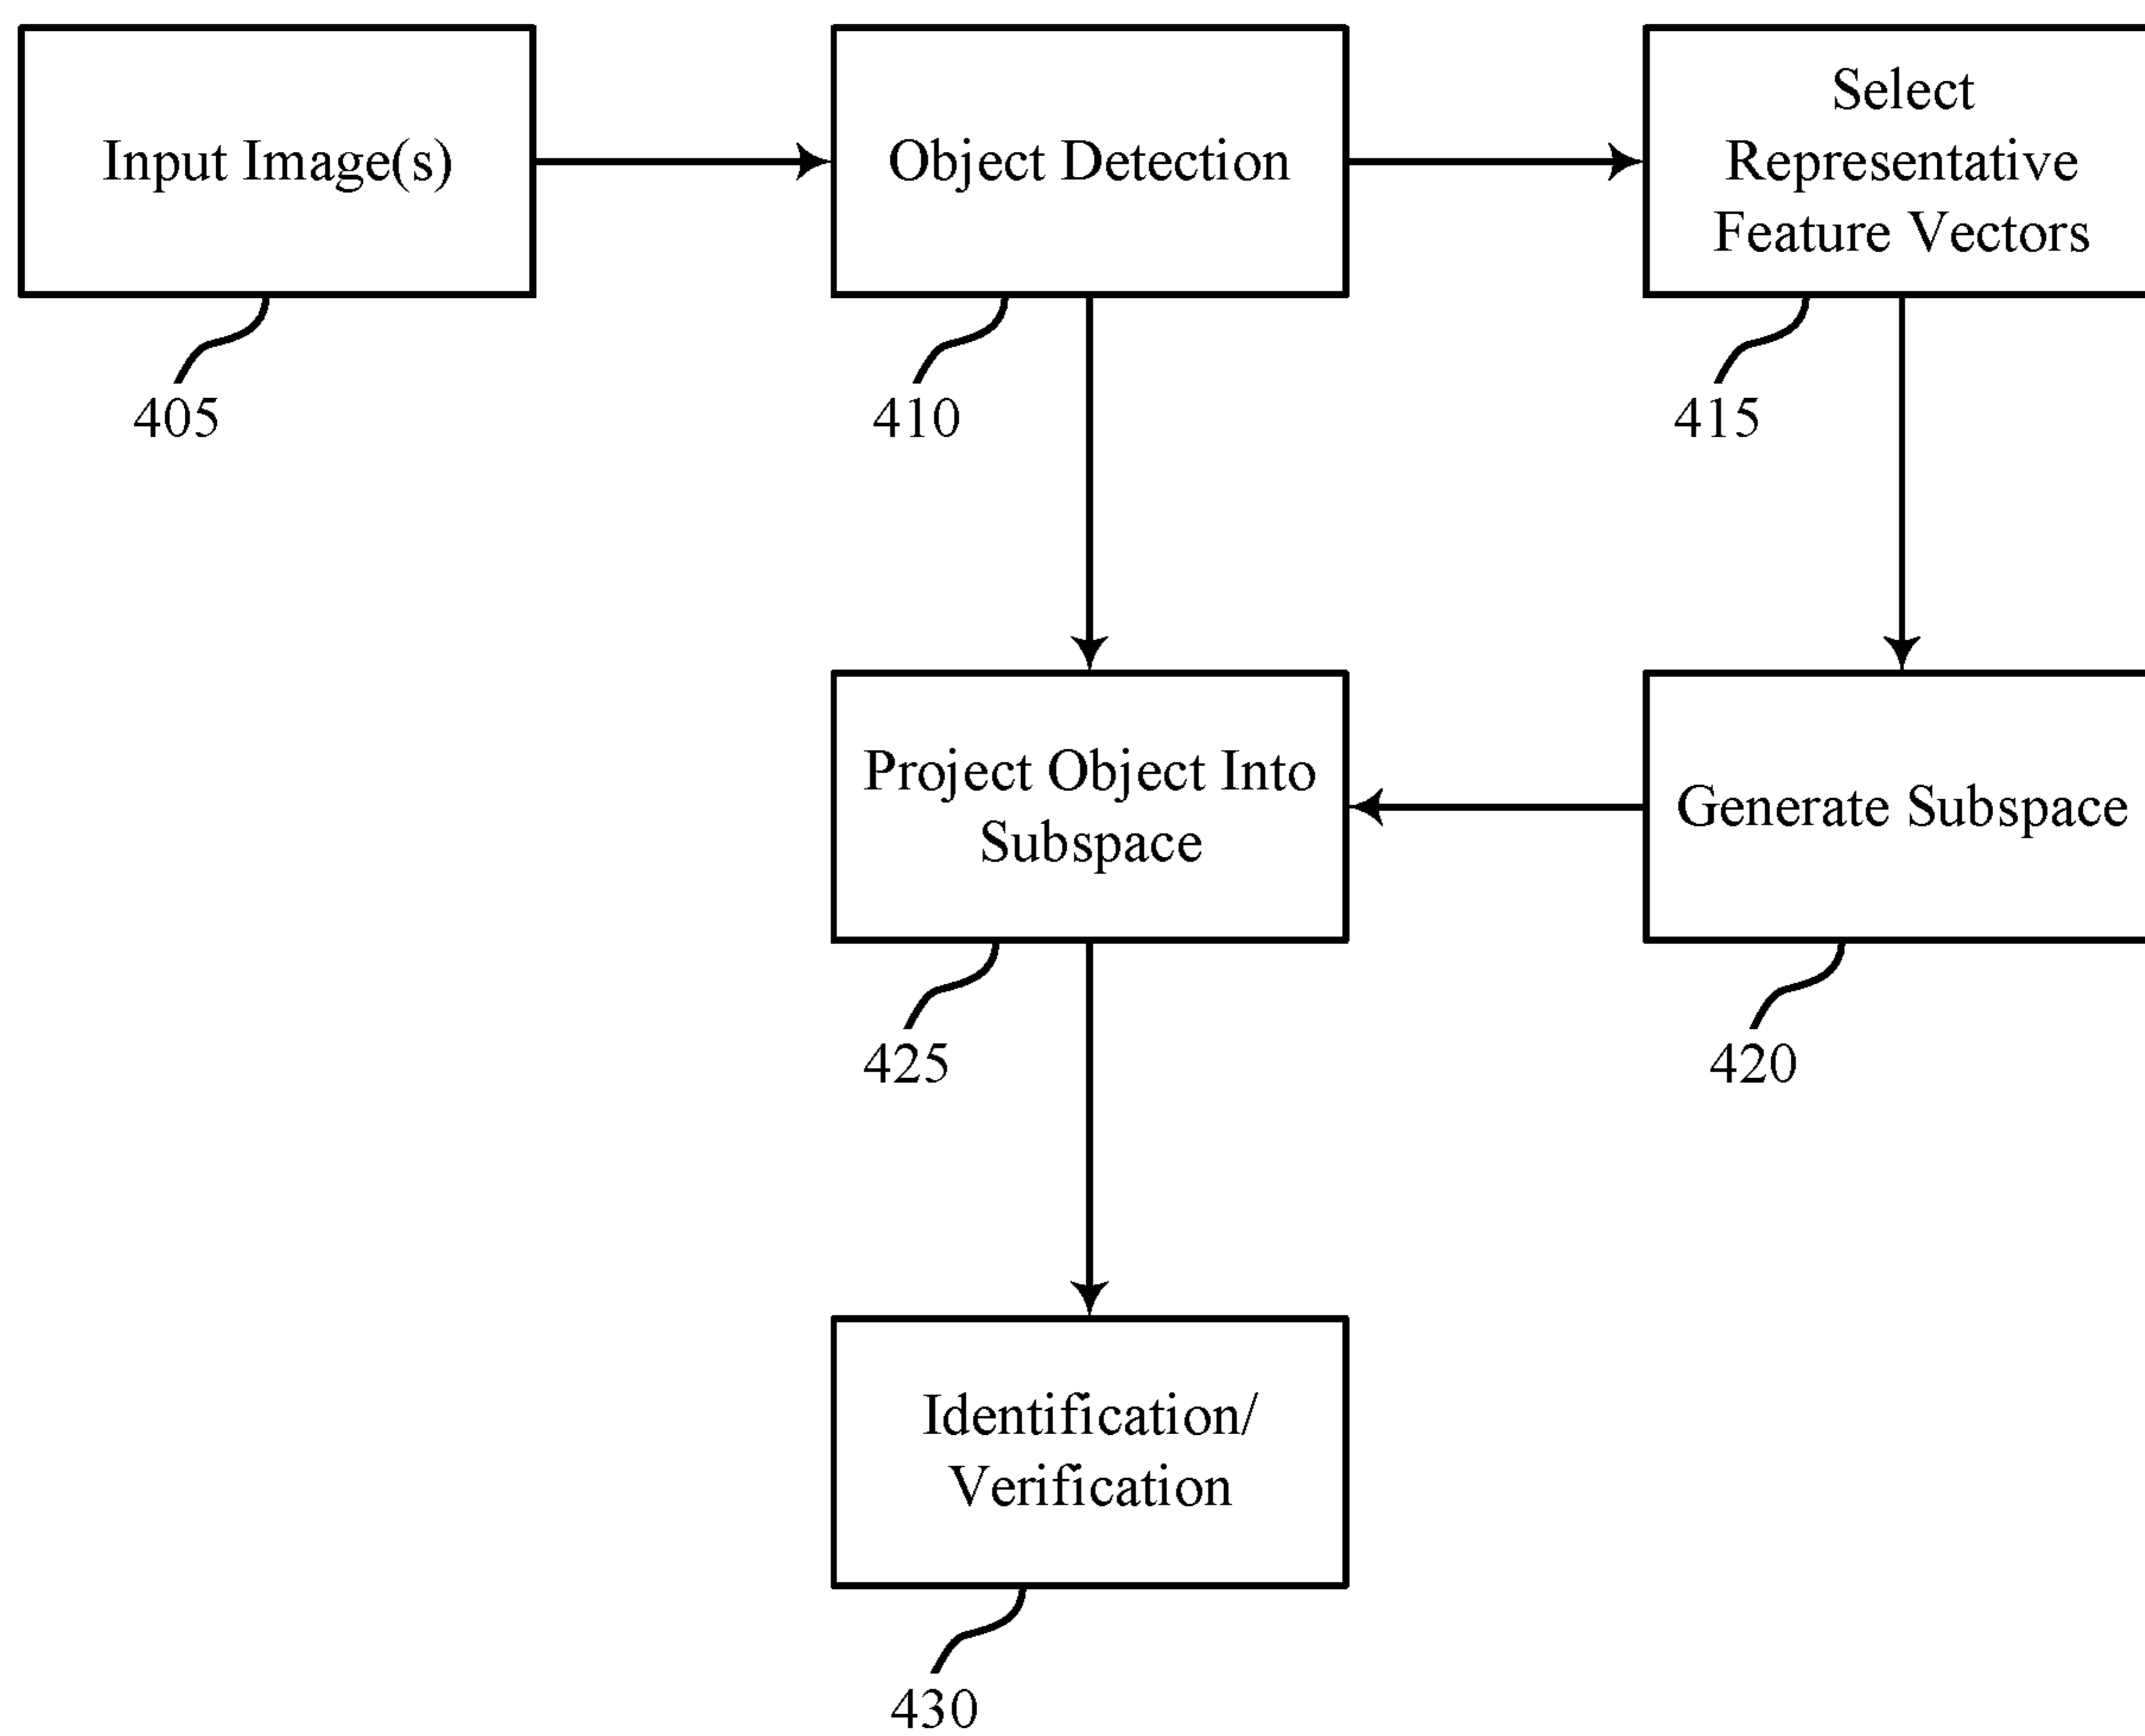 Input Image(s)
Object Detection
Select
Representative
Feature Vectors
405
410
415
Project Object Into
Subspace
Generate Subspace
425
420
Identification/
Verification
430